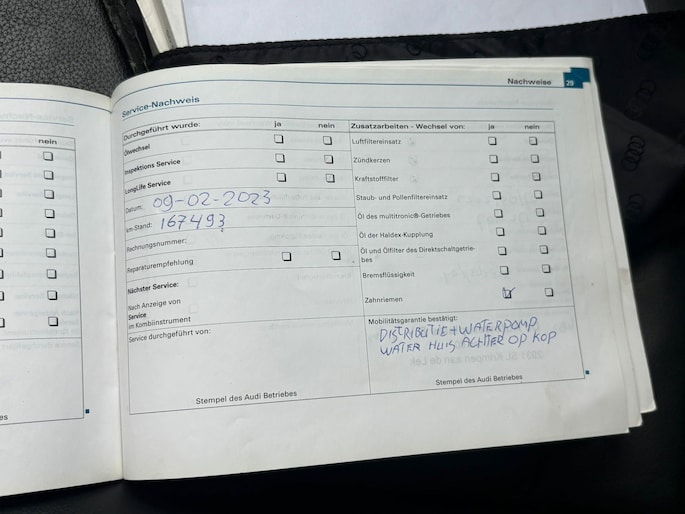 nein
Nachweise 29
Service-Nachweis
Durchgeführt wurde: ja nein
Ölwechsel
Inspektions Service
LongLife Service
Datum: 09-02-2023
km-Stand: 167493
Rechnungsnummer:
Reparaturempfehlung
Nächster Service:
Nach Anzeige von
Service
im Kombiinstrument
Service durchgeführt von:
Stempel des Audi Betriebes
Zusatzarbeiten - Wechsel von: ja nein
Luftfiltereinsatz
Zündkerzen
Kraftstofffilter
Staub- und Pollenfiltereinsatz
Öl des multitronic®-Getriebes
Öl der Haldex-Kupplung
Öl und Ölfilter des Direktschaltgetrie-
bes
Bremsflüssigkeit
Zahnriemen
Mobilitätsgarantie bestätigt:
DISTRIBUTIE + WATERPOMP
WATER HUIS ACHTER OP KOP
Stempel des Audi Betriebes